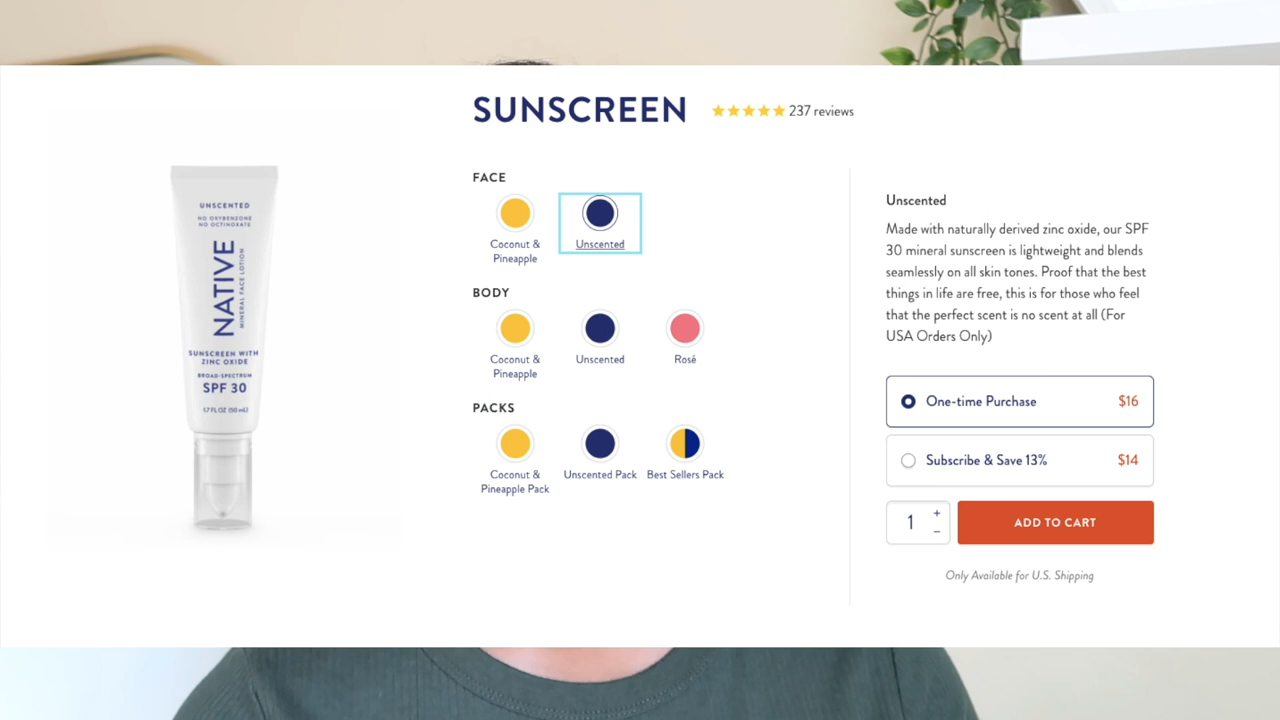 UNSCENTED
NO OXYBENZONE
NO OCTINOXATE
NATIVE
MINERAL FACE LOTION
SUNSCREEN WITH
ZINC OXIDE
BROAD-SPECTRUM
SPF 30
1.7 FL OZ (50 mL)
SUNSCREEN
237 reviews
FACE
Coconut &
Pineapple
Unscented
BODY
Coconut &
Pineapple
Unscented
Rosé
PACKS
Coconut &
Pineapple Pack
Unscented Pack
Best Sellers Pack
Unscented
Made with naturally derived zinc oxide, our SPF
30 mineral sunscreen is lightweight and blends
seamlessly on all skin tones. Proof that the best
things in life are free, this is for those who feel
that the perfect scent is no scent at all (For
USA Orders Only)
One-time Purchase $16
Subscribe & Save 13% $14
1 + −
ADD TO CART
Only Available for U.S. Shipping